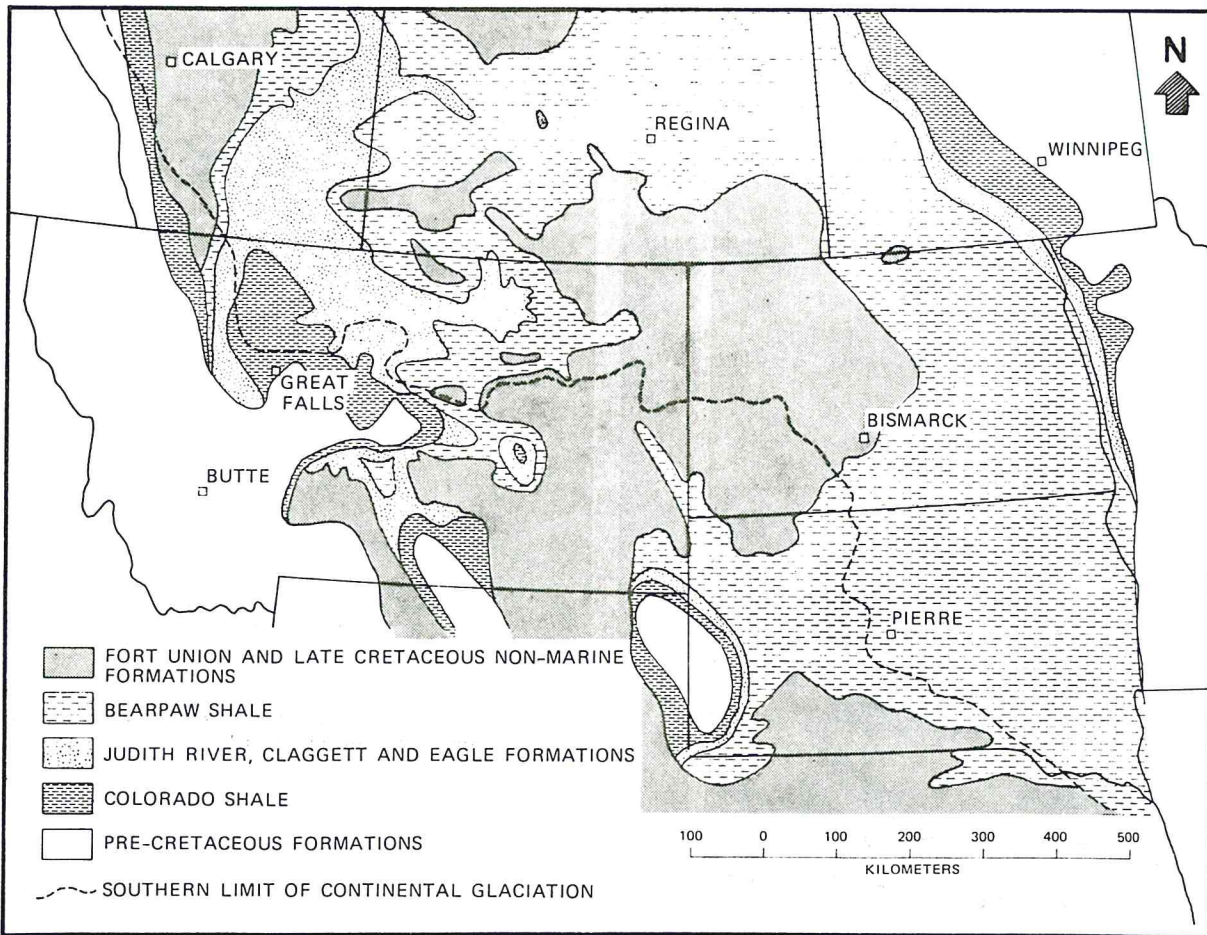 CALGARY
REGINA
N
WINNIPEG
GREAT
FALLS
BISMARCK
BUTTE
PIERRE
FORT UNION AND LATE CRETACEOUS NON-MARINE
FORMATIONS
BEARPAW SHALE
JUDITH RIVER, CLAGGETT AND EAGLE FORMATIONS
COLORADO SHALE
PRE-CRETACEOUS FORMATIONS
SOUTHERN LIMIT OF CONTINENTAL GLACIATION
100 0 100 200 300 400 500
KILOMETERS